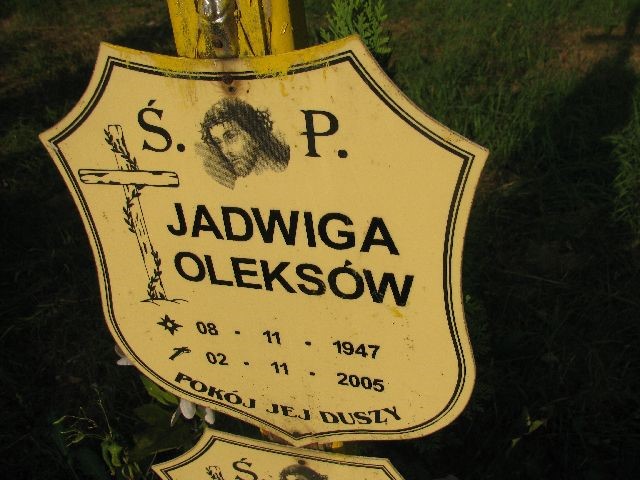 Ś. P.
JADWIGA
OLEKSÓW
08 - 11 - 1947
02 - 11 - 2005
POKÓJ JEJ DUSZY
Ś.